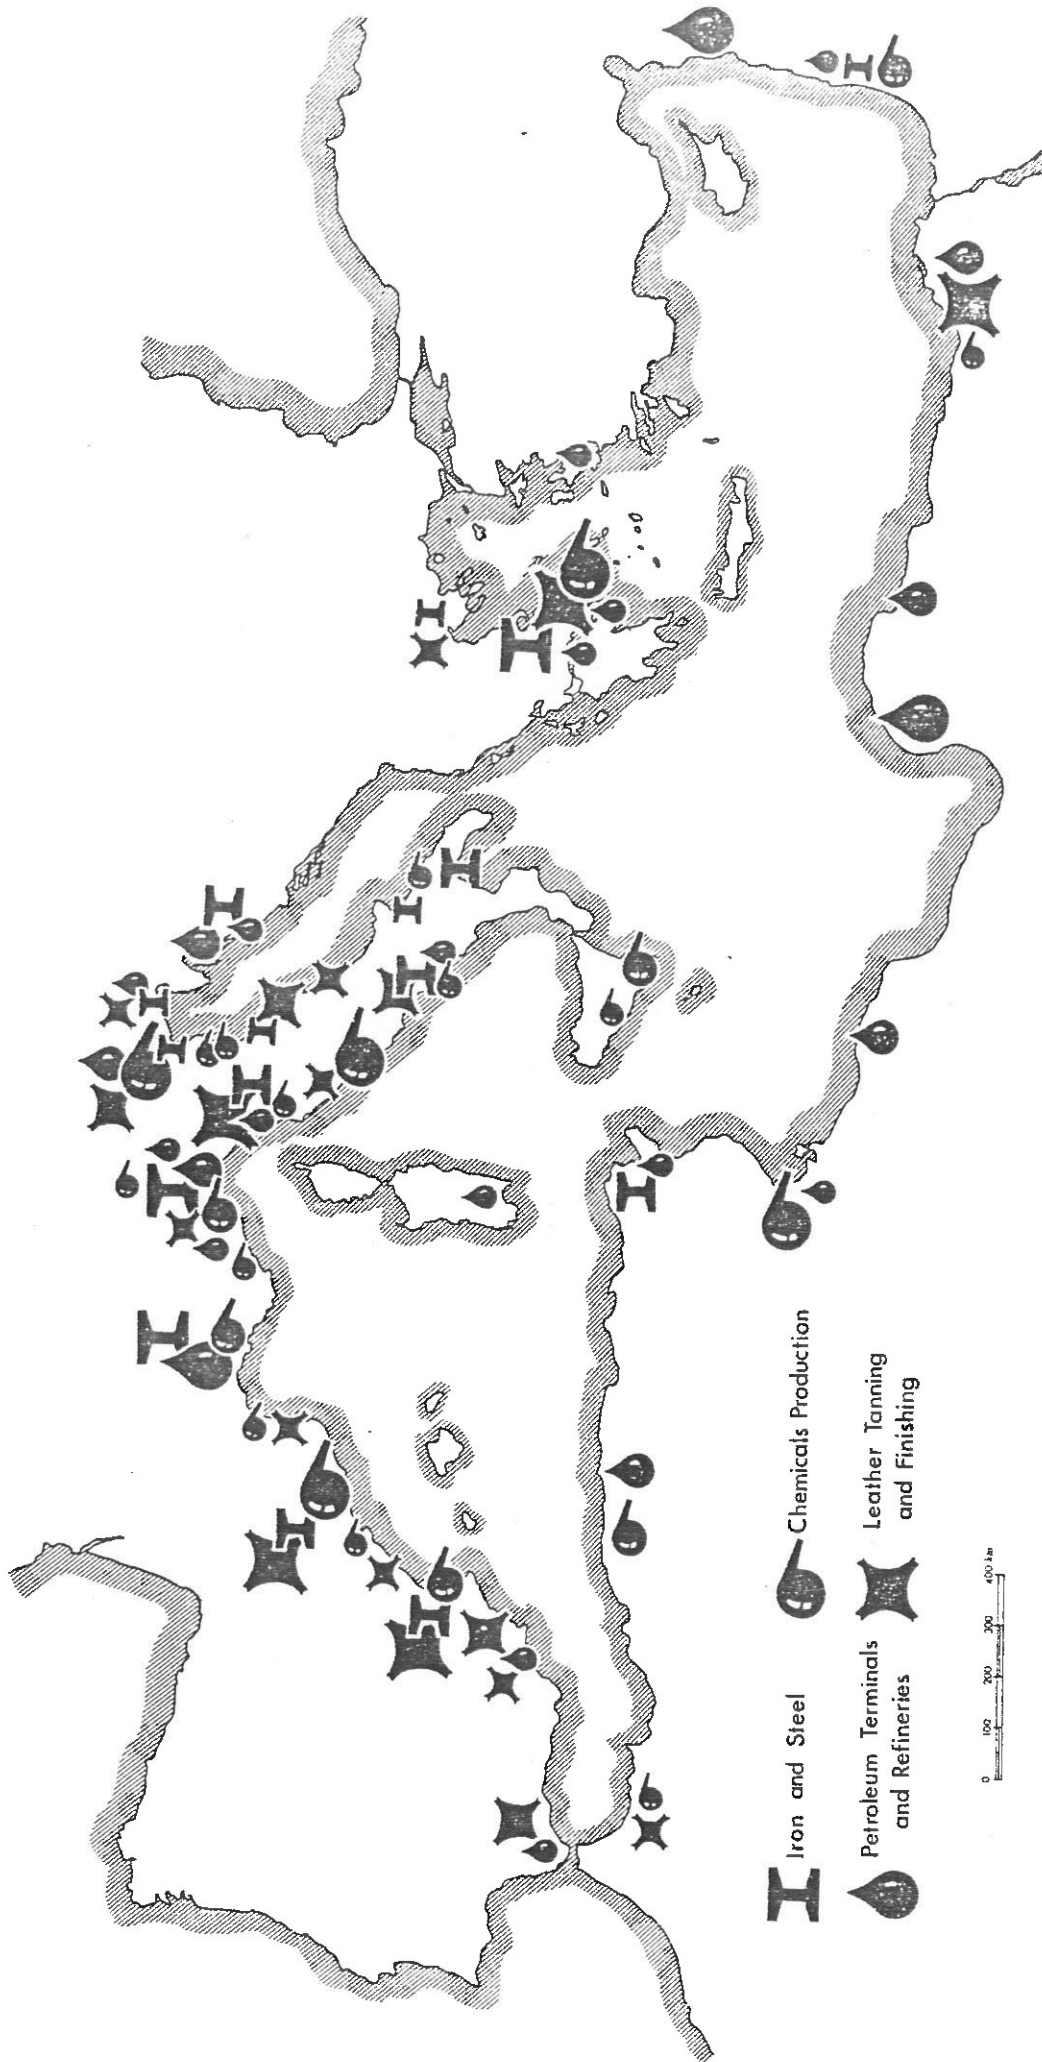 Iron and Steel
Chemicals Production
Petroleum Terminals
and Refineries
Leather Tanning
and Finishing
0 100 200 300 400 km